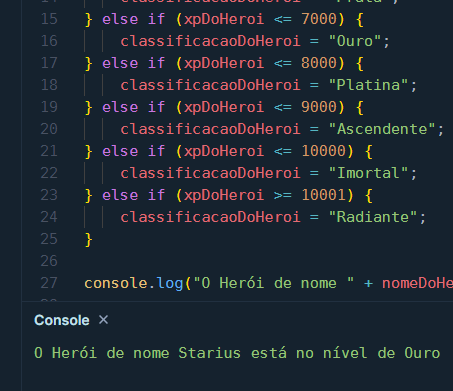 15 } else if (xpDoHeroi <= 7000) {
16 classificacaoDoHeroi = "Ouro";
17 } else if (xpDoHeroi <= 8000) {
18 classificacaoDoHeroi = "Platina";
19 } else if (xpDoHeroi <= 9000) {
20 classificacaoDoHeroi = "Ascendente";
21 } else if (xpDoHeroi <= 10000) {
22 classificacaoDoHeroi = "Imortal";
23 } else if (xpDoHeroi >= 10001) {
24 classificacaoDoHeroi = "Radiante";
25 }
26
27 console.log("O Herói de nome " + nomeDoHe
Console ×
O Herói de nome Starius está no nível de Ouro